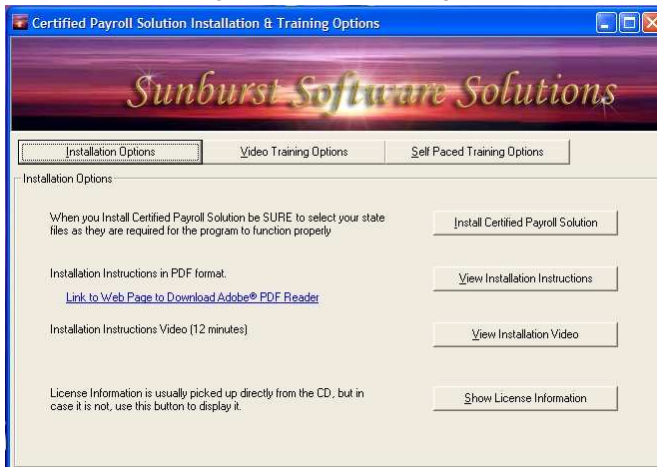 Certified Payroll Solution Installation & Training Options
Sunburst Software Solutions
Installation Options
Video Training Options
Self Paced Training Options
Installation Options
When you Install Certified Payroll Solution be SURE to select your state
files as they are required for the program to function properly
Install Certified Payroll Solution
Installation Instructions in PDF format.
View Installation Instructions
Link to Web Page to Download Adobe® PDF Reader
Installation Instructions Video (12 minutes)
View Installation Video
License Information is usually picked up directly from the CD, but in
case it is not, use this button to display it.
Show License Information